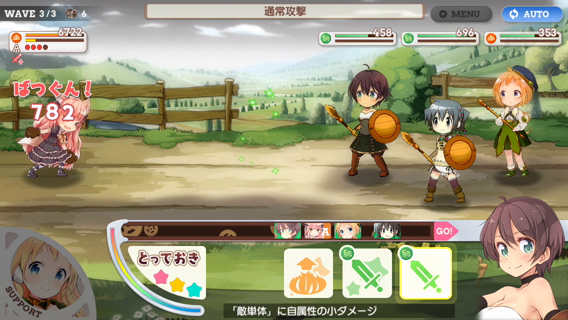 WAVE 3/3 6
通常攻撃
MENU
AUTO
6722
A
458
696
353
ばつぐん!
782
A
GO!
とっておき
SUPPORT
「敵単体」に自属性の小ダメージ